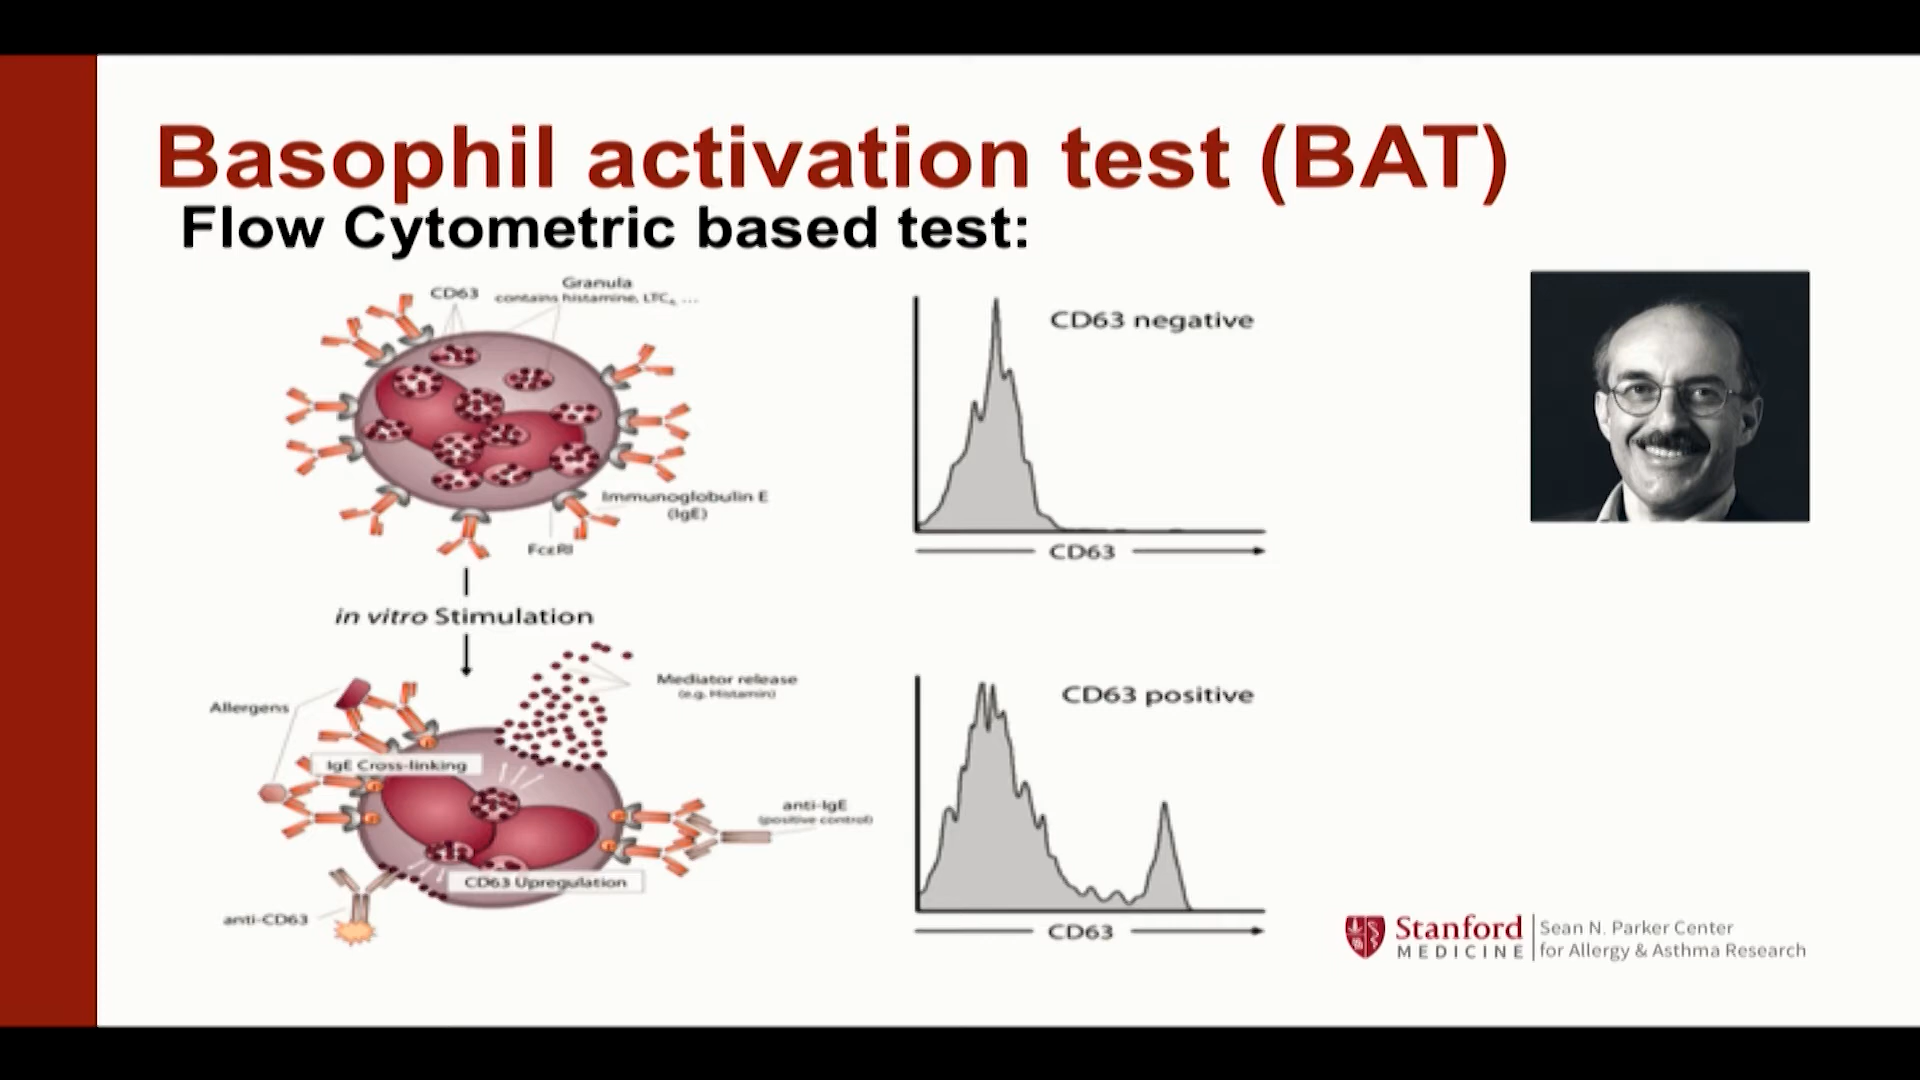 Basophil activation test (BAT)
Flow Cytometric based test:
CD63
Granula
contains histamine, LTC₄, ...
Immunoglobulin E
(IgE)
FcεRI
in vitro Stimulation
Allergens
IgE Cross-linking
Mediator release
(e.g. Histamin)
anti-IgE
(positive control)
CD63 Upregulation
anti-CD63
CD63 negative
CD63
CD63 positive
CD63
Stanford
MEDICINE
Sean N. Parker Center
for Allergy & Asthma Research